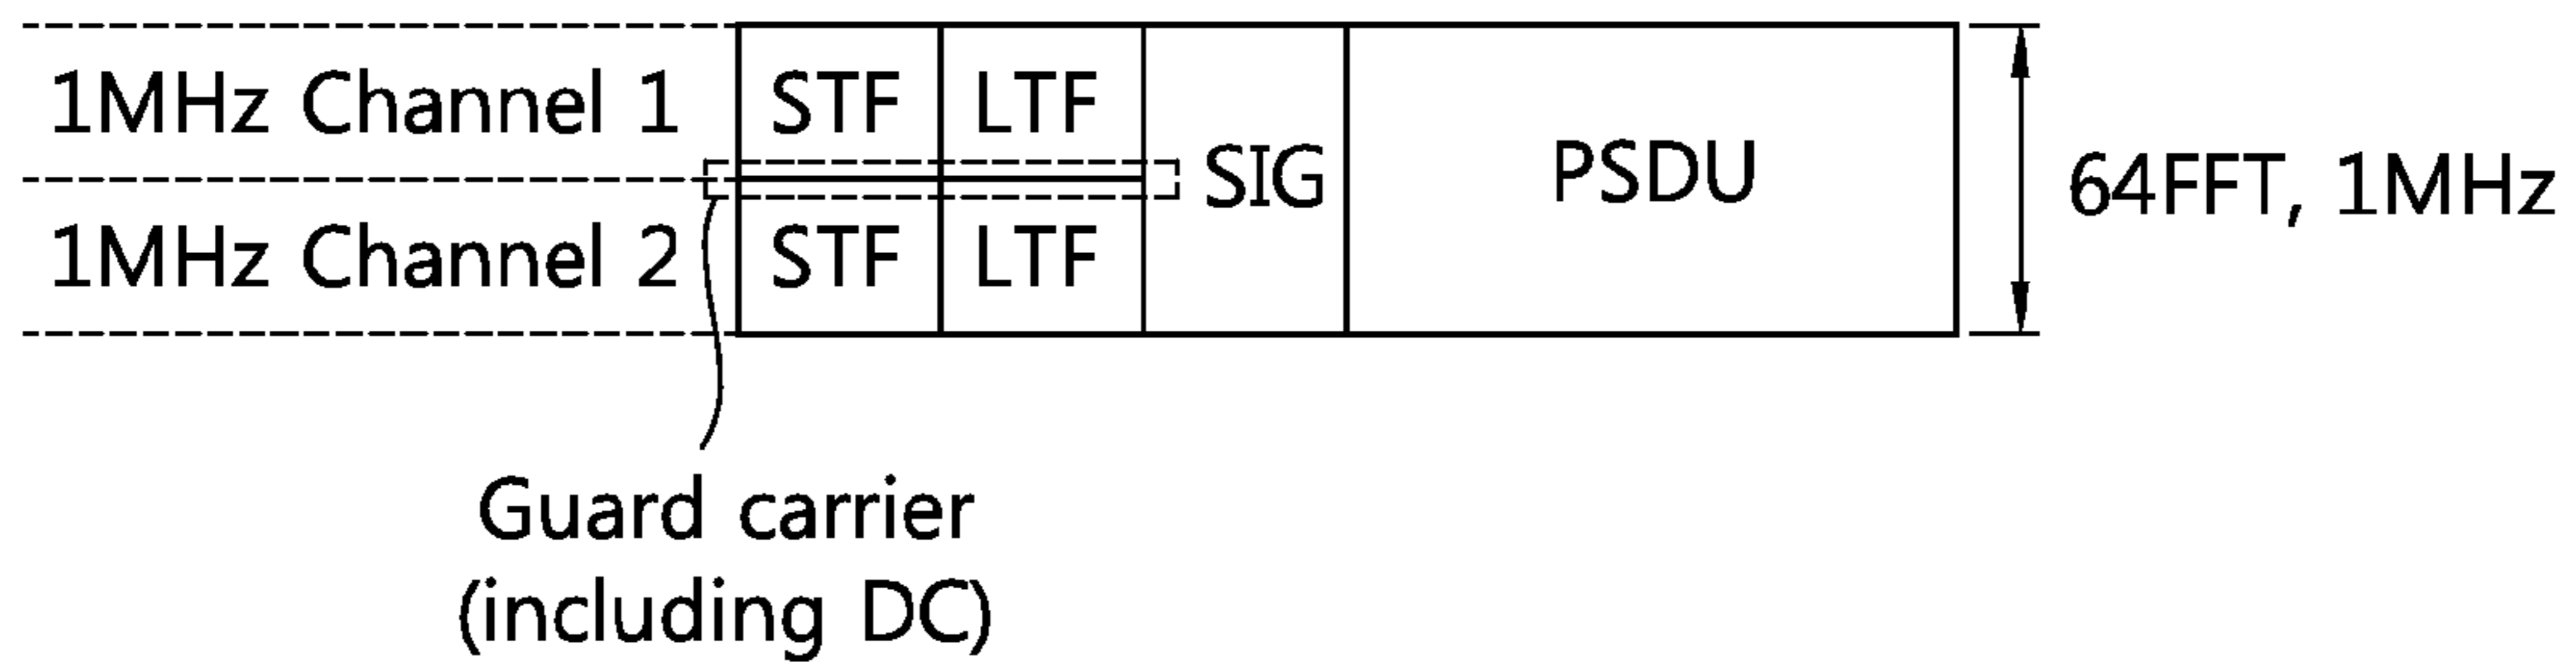 1MHz Channel 1 STF LTF
SIG PSDU 64FFT, 1MHz
1MHz Channel 2 STF LTF
Guard carrier
(including DC)